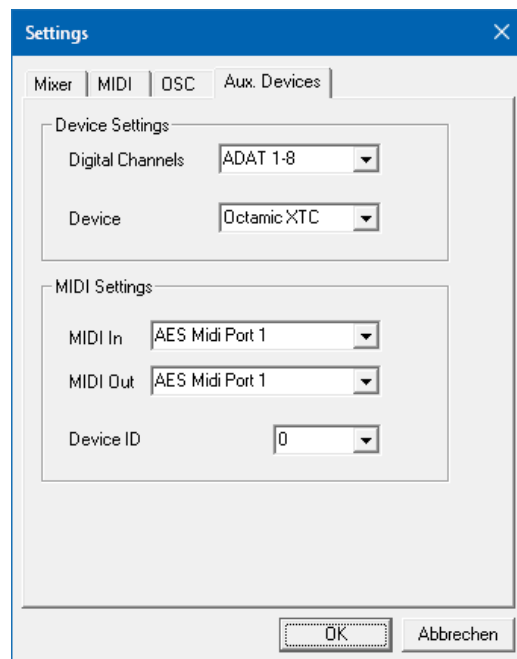 Settings
Mixer MIDI OSC Aux. Devices
Device Settings
Digital Channels ADAT 1-8
Device Octamic XTC
MIDI Settings
MIDI In AES Midi Port 1
MIDI Out AES Midi Port 1
Device ID 0
OK Abbrechen